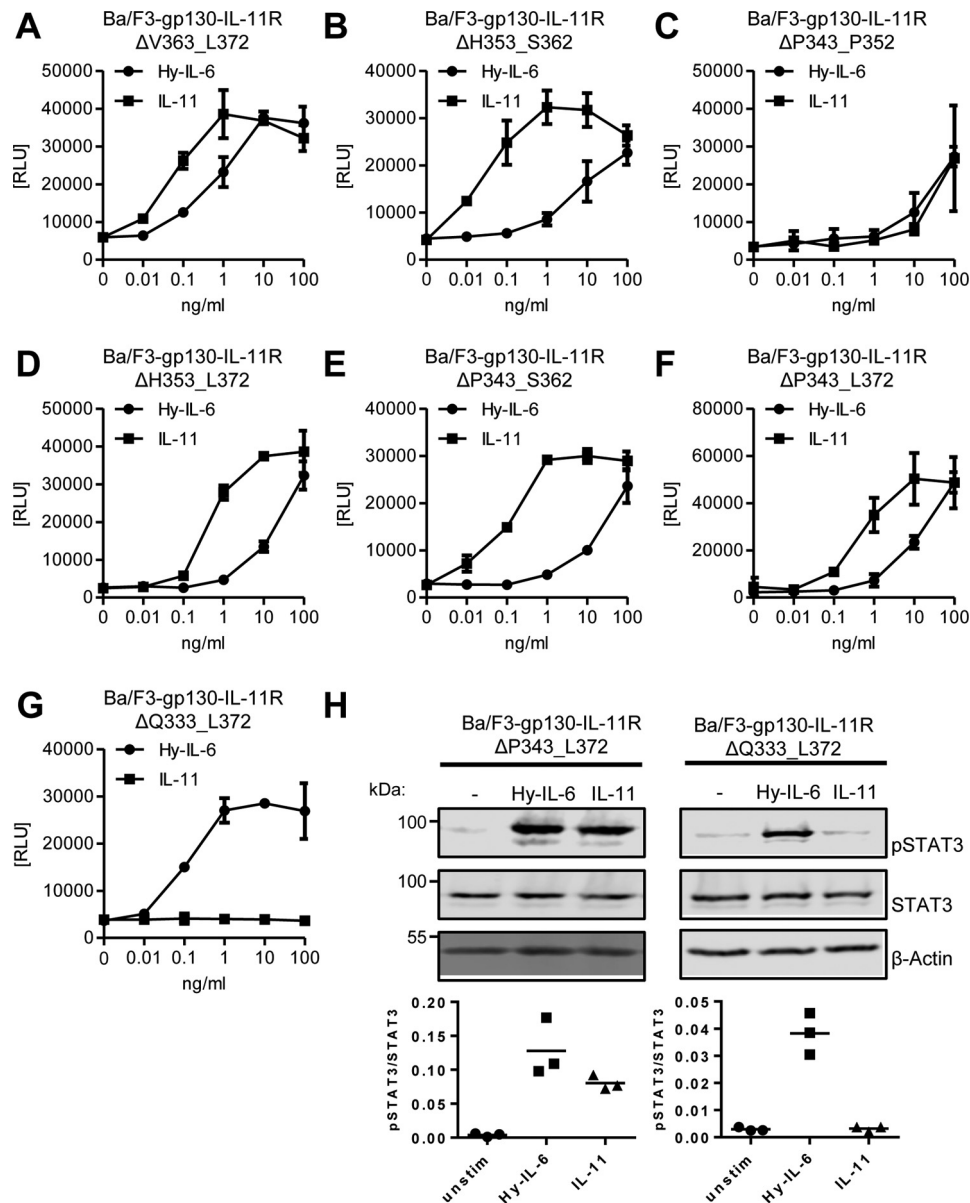 A
Ba/F3-gp130-IL-11R
ΔV363_L372
Hy-IL-6
IL-11
50000
40000
30000
20000
10000
0
[RLU]
0 0.01 0.1 1 10 100
ng/ml
B
Ba/F3-gp130-IL-11R
ΔH353_S362
Hy-IL-6
IL-11
40000
30000
20000
10000
0
[RLU]
0 0.01 0.1 1 10 100
ng/ml
C
Ba/F3-gp130-IL-11R
ΔP343_P352
Hy-IL-6
IL-11
50000
40000
30000
20000
10000
0
[RLU]
0 0.01 0.1 1 10 100
ng/ml
D
Ba/F3-gp130-IL-11R
ΔH353_L372
Hy-IL-6
IL-11
50000
40000
30000
20000
10000
0
[RLU]
0 0.01 0.1 1 10 100
ng/ml
E
Ba/F3-gp130-IL-11R
ΔP343_S362
Hy-IL-6
IL-11
40000
30000
20000
10000
0
[RLU]
0 0.01 0.1 1 10 100
ng/ml
F
Ba/F3-gp130-IL-11R
ΔP343_L372
Hy-IL-6
IL-11
80000
60000
40000
20000
0
[RLU]
0 0.01 0.1 1 10 100
ng/ml
G
Ba/F3-gp130-IL-11R
ΔQ333_L372
Hy-IL-6
IL-11
40000
30000
20000
10000
0
[RLU]
0 0.01 0.1 1 10 100
ng/ml
H
Ba/F3-gp130-IL-11R
ΔP343_L372
Ba/F3-gp130-IL-11R
ΔQ333_L372
kDa: - Hy-IL-6 IL-11 - Hy-IL-6 IL-11
100
pSTAT3
100
STAT3
55
β-Actin
pSTAT3/STAT3
0.20
0.15
0.10
0.05
0.00
unstim Hy-IL-6 IL-11
pSTAT3/STAT3
0.05
0.04
0.03
0.02
0.01
0.00
unstim Hy-IL-6 IL-11